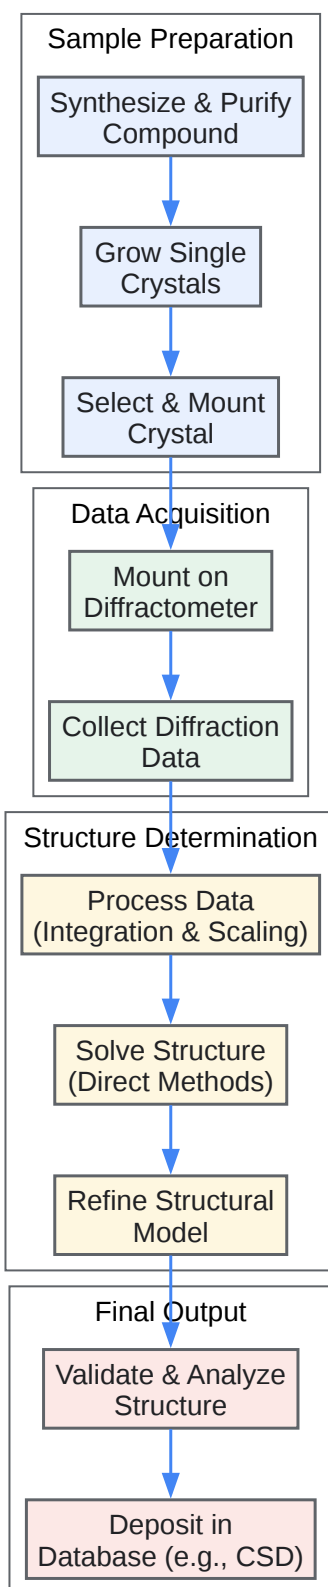 Sample Preparation
Synthesize & Purify
Compound
Grow Single
Crystals
Select & Mount
Crystal
Data Acquisition
Mount on
Diffractometer
Collect Diffraction
Data
Structure Determination
Process Data
(Integration & Scaling)
Solve Structure
(Direct Methods)
Refine Structural
Model
Final Output
Validate & Analyze
Structure
Deposit in
Database (e.g., CSD)